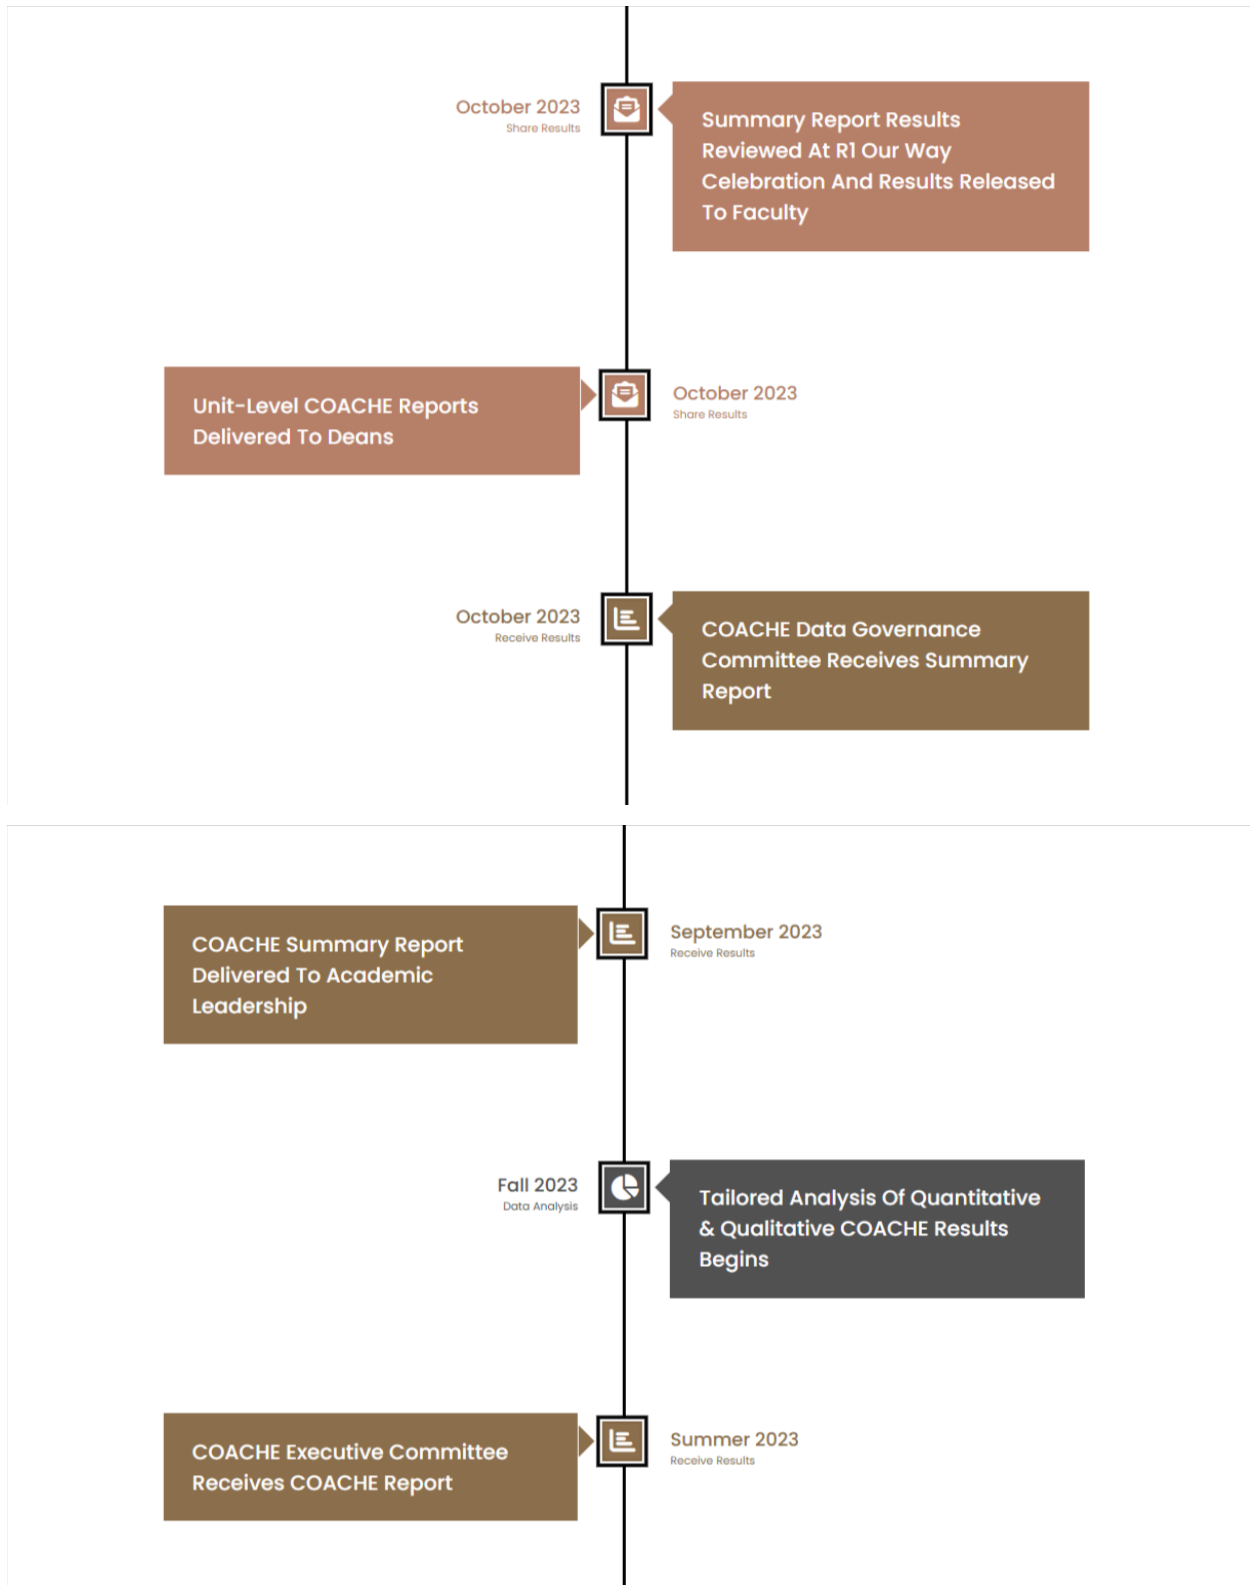 October 2023
Share Results
Summary Report Results
Reviewed At R1 Our Way
Celebration And Results Released
To Faculty
Unit-Level COACHE Reports
Delivered To Deans
October 2023
Share Results
October 2023
Receive Results
COACHE Data Governance
Committee Receives Summary
Report
COACHE Summary Report
Delivered To Academic
Leadership
September 2023
Receive Results
Fall 2023
Data Analysis
Tailored Analysis Of Quantitative
& Qualitative COACHE Results
Begins
COACHE Executive Committee
Receives COACHE Report
Summer 2023
Receive Results